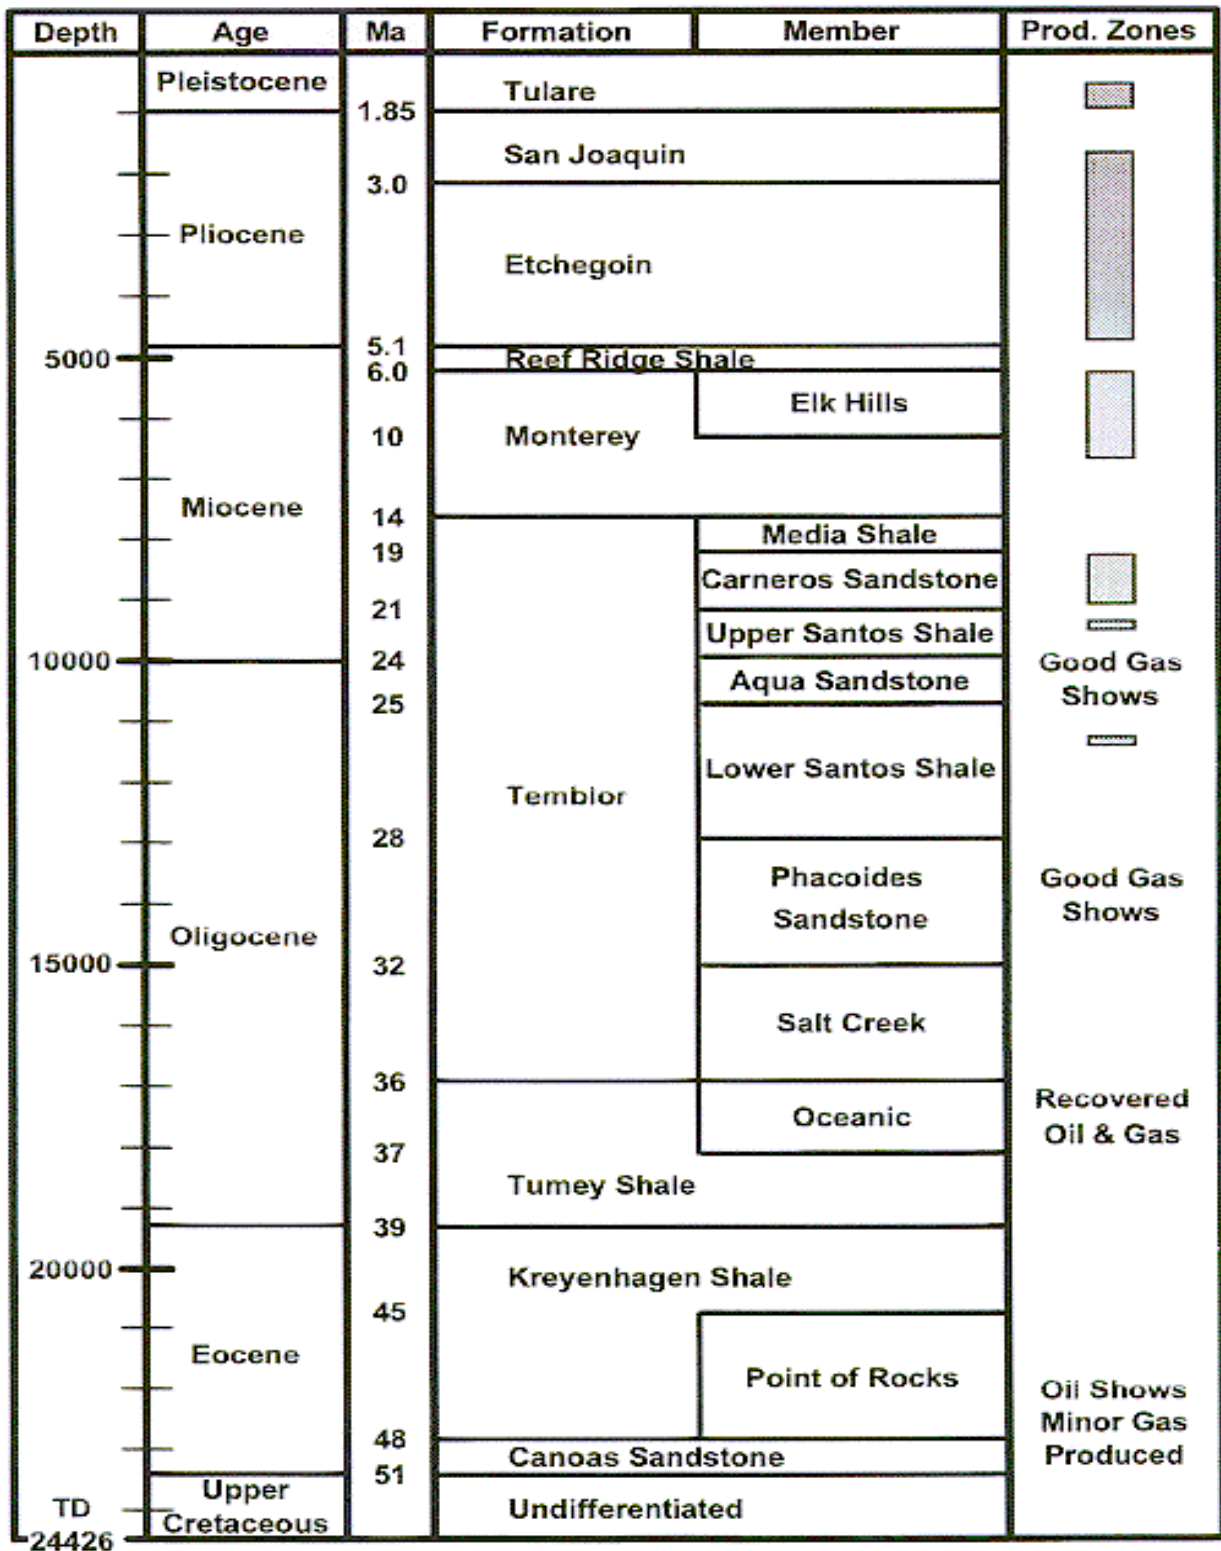 Depth Age Ma Formation Member Prod. Zones
Pleistocene
Tulare
1.85
San Joaquin
3.0
Pliocene
Etchegoin
5.1
5000
Reef Ridge Shale
6.0
Elk Hills
10
Monterey
Miocene
14
Media Shale
19
Carneros Sandstone
21
Upper Santos Shale
10000
24
Good Gas
Shows
Aqua Sandstone
25
Lower Santos Shale
Temblor
28
Phacoides
Sandstone
Good Gas
Shows
Oligocene
15000
32
Salt Creek
36
Recovered
Oil & Gas
Oceanic
37
Tumey Shale
39
20000
Kreyenhagen Shale
45
Eocene
Point of Rocks
Oil Shows
Minor Gas
Produced
48
Canoas Sandstone
51
Upper
Cretaceous
TD
24426
Undifferentiated